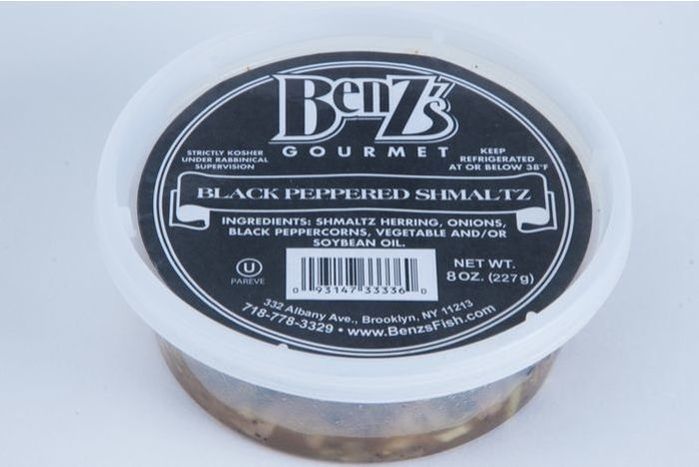 BenZ's
GOURMET
STRICTLY KOSHER
UNDER RABBINICAL
SUPERVISION
KEEP
REFRIGERATED
AT OR BELOW 38°F
BLACK PEPPERED SHMALTZ
INGREDIENTS: SHMALTZ HERRING, ONIONS,
BLACK PEPPERCORNS, VEGETABLE AND/OR
SOYBEAN OIL.
U
PAREVE
0 93147 33336 0
NET WT.
8 OZ. (227g)
332 Albany Ave., Brooklyn, NY 11213
718-778-3329 • www.BenzsFish.com